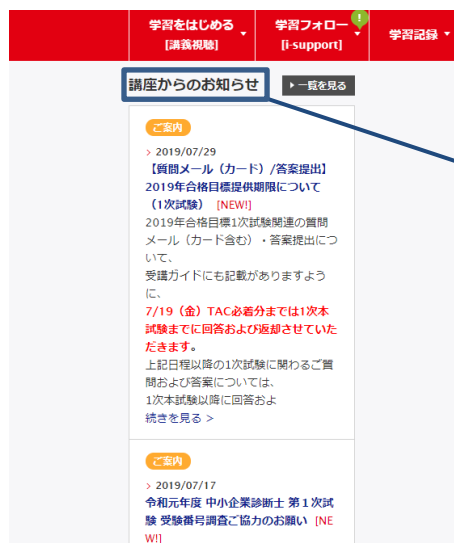 学習をはじめる
[講義視聴]
学習フォロー
[i-support]
!
学習記録
講座からのお知らせ
一覧を見る
ご案内
> 2019/07/29
【質問メール（カード）/答案提出】
2019年合格目標提供期限について
（1次試験） [NEW!]
2019年合格目標1次試験関連の質問
メール（カード含む）・答案提出につ
いて、
受講ガイドにも記載がありますよう
に、
7/19（金）TAC必着分までは1次本
試験までに回答および返却させていた
だきます。
上記日程以降の1次試験に関わるご質
問および答案については、
1次本試験以降に回答およ
続きを見る >
ご案内
> 2019/07/17
令和元年度 中小企業診断士 第１次試
験 受験番号調査ご協力のお願い [NE
W!]